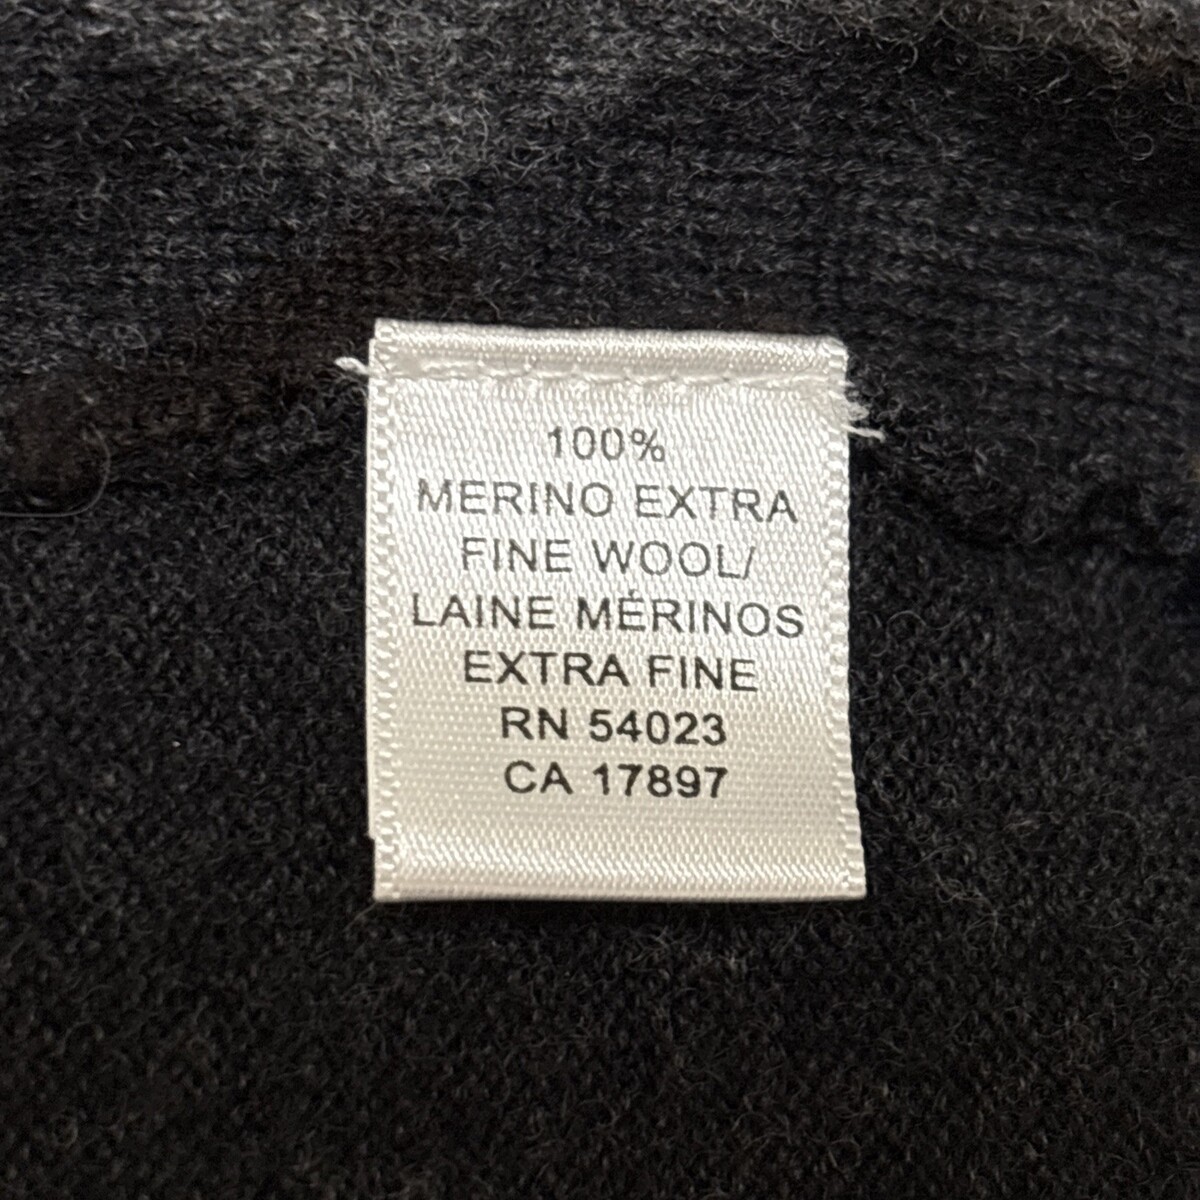 100%
MERINO EXTRA
FINE WOOL/
LAINE MÉRINOS
EXTRA FINE
RN 54023
CA 17897